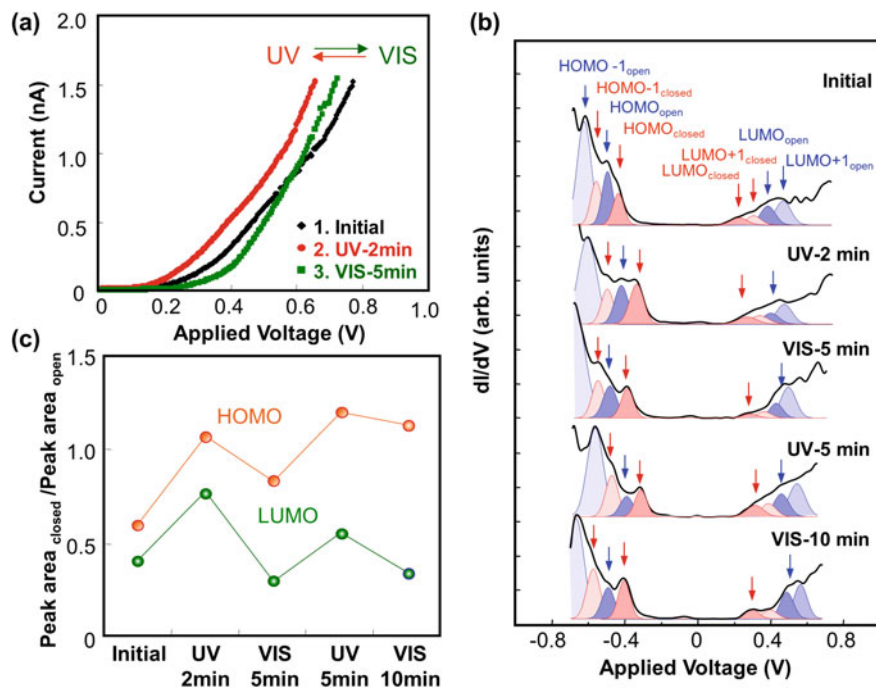 (a)
2.0
1.5
1.0
0.5
0
Current (nA)
UV VIS
1. Initial
2. UV-2min
3. VIS-5min
0 0.2 0.4 0.6 0.8 1.0
Applied Voltage (V)
(b)
dI/dV (arb. units)
Initial
HOMO -1open
HOMO-1closed
HOMOopen
HOMOclosed
LUMOopen
LUMO+1closed
LUMO+1open
LUMOclosed
UV-2 min
VIS-5 min
UV-5 min
VIS-10 min
-0.8 -0.4 0 0.4 0.8
Applied Voltage (V)
(c)
1.5
1.0
0.5
0
Peak area closed /Peak area open
HOMO
LUMO
Initial UV VIS UV VIS
2min 5min 5min 10min